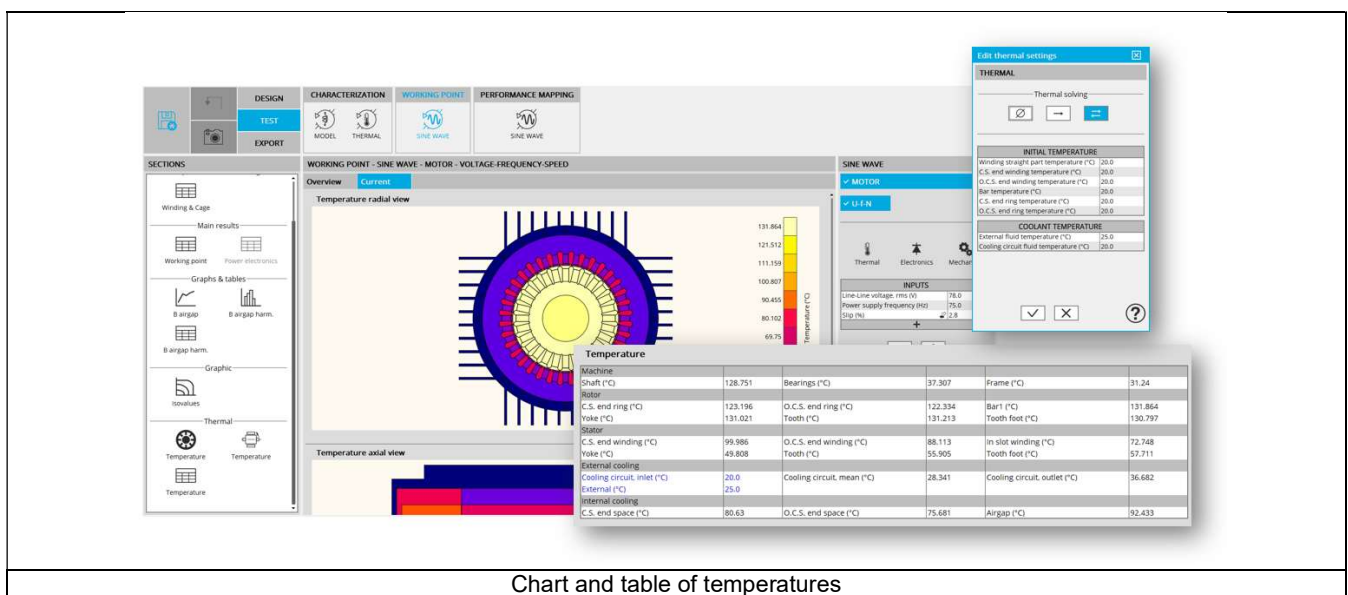 Edit thermal settings
THERMAL
Thermal solving
INITIAL TEMPERATURE
Winding straight part temperature (°C) 20.0
C.S. end winding temperature (°C) 20.0
O.C.S. end winding temperature (°C) 20.0
Bar temperature (°C) 20.0
C.S. end ring temperature (°C) 20.0
O.C.S. end ring temperature (°C) 20.0
COOLANT TEMPERATURE
External fluid temperature (°C) 25.0
Cooling circuit fluid temperature (°C) 20.0
?
DESIGN
TEST
EXPORT
CHARACTERIZATION
MODEL THERMAL
WORKING POINT
SINE WAVE
PERFORMANCE MAPPING
SINE WAVE
SECTIONS
Winding & Cage
Main results
Working point Power electronics
Graphs & tables
B airgap B airgap harm.
B airgap harm.
Graphic
Isovalues
Thermal
Temperature Temperature
Temperature
WORKING POINT - SINE WAVE - MOTOR - VOLTAGE-FREQUENCY-SPEED
Overview Current
Temperature radial view
131.864
121.512
111.159
100.807
90.455
80.102
69.75
Temperature axial view
SINE WAVE
MOTOR
U-f-N
Thermal Electronics
INPUTS
Line-Line voltage, rms (V) 78.0
Power supply frequency (Hz) 75.0
Slip (%) 2.8
Temperature
Machine
Shaft (°C) 128.751 Bearings (°C) 37.307 Frame (°C) 31.24
Rotor
C.S. end ring (°C) 123.196 O.C.S. end ring (°C) 122.334 Bar1 (°C) 131.864
Yoke (°C) 131.021 Tooth (°C) 131.213 Tooth foot (°C) 130.797
Stator
C.S. end winding (°C) 99.986 O.C.S. end winding (°C) 88.113 In slot winding (°C) 72.748
Yoke (°C) 49.808 Tooth (°C) 55.905 Tooth foot (°C) 57.711
External cooling
Cooling circuit, inlet (°C) 20.0 Cooling circuit, mean (°C) 28.341 Cooling circuit, outlet (°C) 36.682
External (°C) 25.0
Internal cooling
C.S. end space (°C) 80.63 O.C.S. end space (°C) 75.681 Airgap (°C) 92.433
Chart and table of temperatures